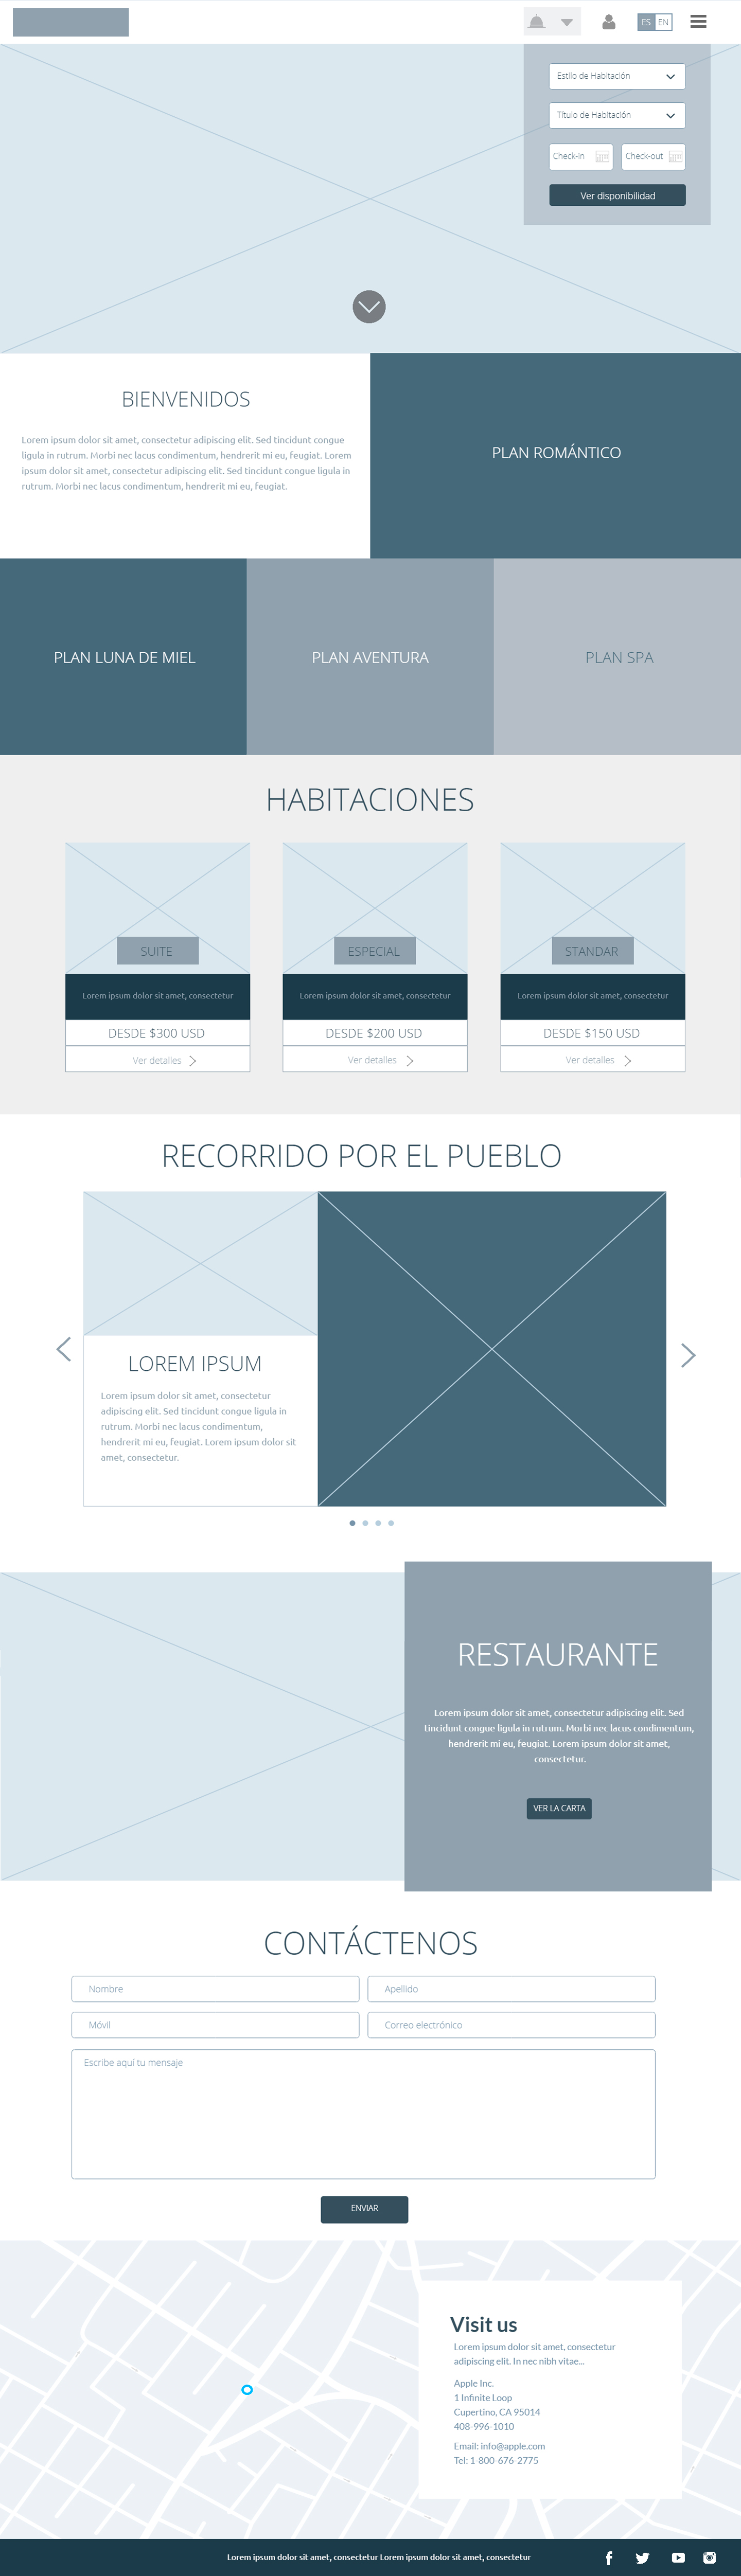 ES EN
Estilo de Habitación
Titulo de Habitación
Check-in Check-out
Ver disponibilidad
BIENVENIDOS
Lorem ipsum dolor sit amet, consectetur adipiscing elit. Sed tincidunt congue
ligula in rutrum. Morbi nec lacus condimentum, hendrerit mi eu, feugiat. Lorem
ipsum dolor sit amet, consectetur adipiscing elit. Sed tincidunt congue ligula in
rutrum. Morbi nec lacus condimentum, hendrerit mi eu, feugiat.
PLAN ROMÁNTICO
PLAN LUNA DE MIEL
PLAN AVENTURA
PLAN SPA
HABITACIONES
SUITE
Lorem ipsum dolor sit amet, consectetur
DESDE $300 USD
Ver detalles
ESPECIAL
Lorem ipsum dolor sit amet, consectetur
DESDE $200 USD
Ver detalles
STANDAR
Lorem ipsum dolor sit amet, consectetur
DESDE $150 USD
Ver detalles
RECORRIDO POR EL PUEBLO
LOREM IPSUM
Lorem ipsum dolor sit amet, consectetur
adipiscing elit. Sed tincidunt congue ligula in
rutrum. Morbi nec lacus condimentum,
hendrerit mi eu, feugiat. Lorem ipsum dolor sit
amet, consectetur.
RESTAURANTE
Lorem ipsum dolor sit amet, consectetur adipiscing elit. Sed
tincidunt congue ligula in rutrum. Morbi nec lacus condimentum,
hendrerit mi eu, feugiat. Lorem ipsum dolor sit amet,
consectetur.
VER LA CARTA
CONTÁCTENOS
Nombre
Apellido
Móvil
Correo electrónico
Escribe aquí tu mensaje
ENVIAR
Visit us
Lorem ipsum dolor sit amet, consectetur
adipiscing elit. In nec nibh vitae...
Apple Inc.
1 Infinite Loop
Cupertino, CA 95014
408-996-1010
Email: info@apple.com
Tel: 1-800-676-2775
Lorem ipsum dolor sit amet, consectetur Lorem ipsum dolor sit amet, consectetur